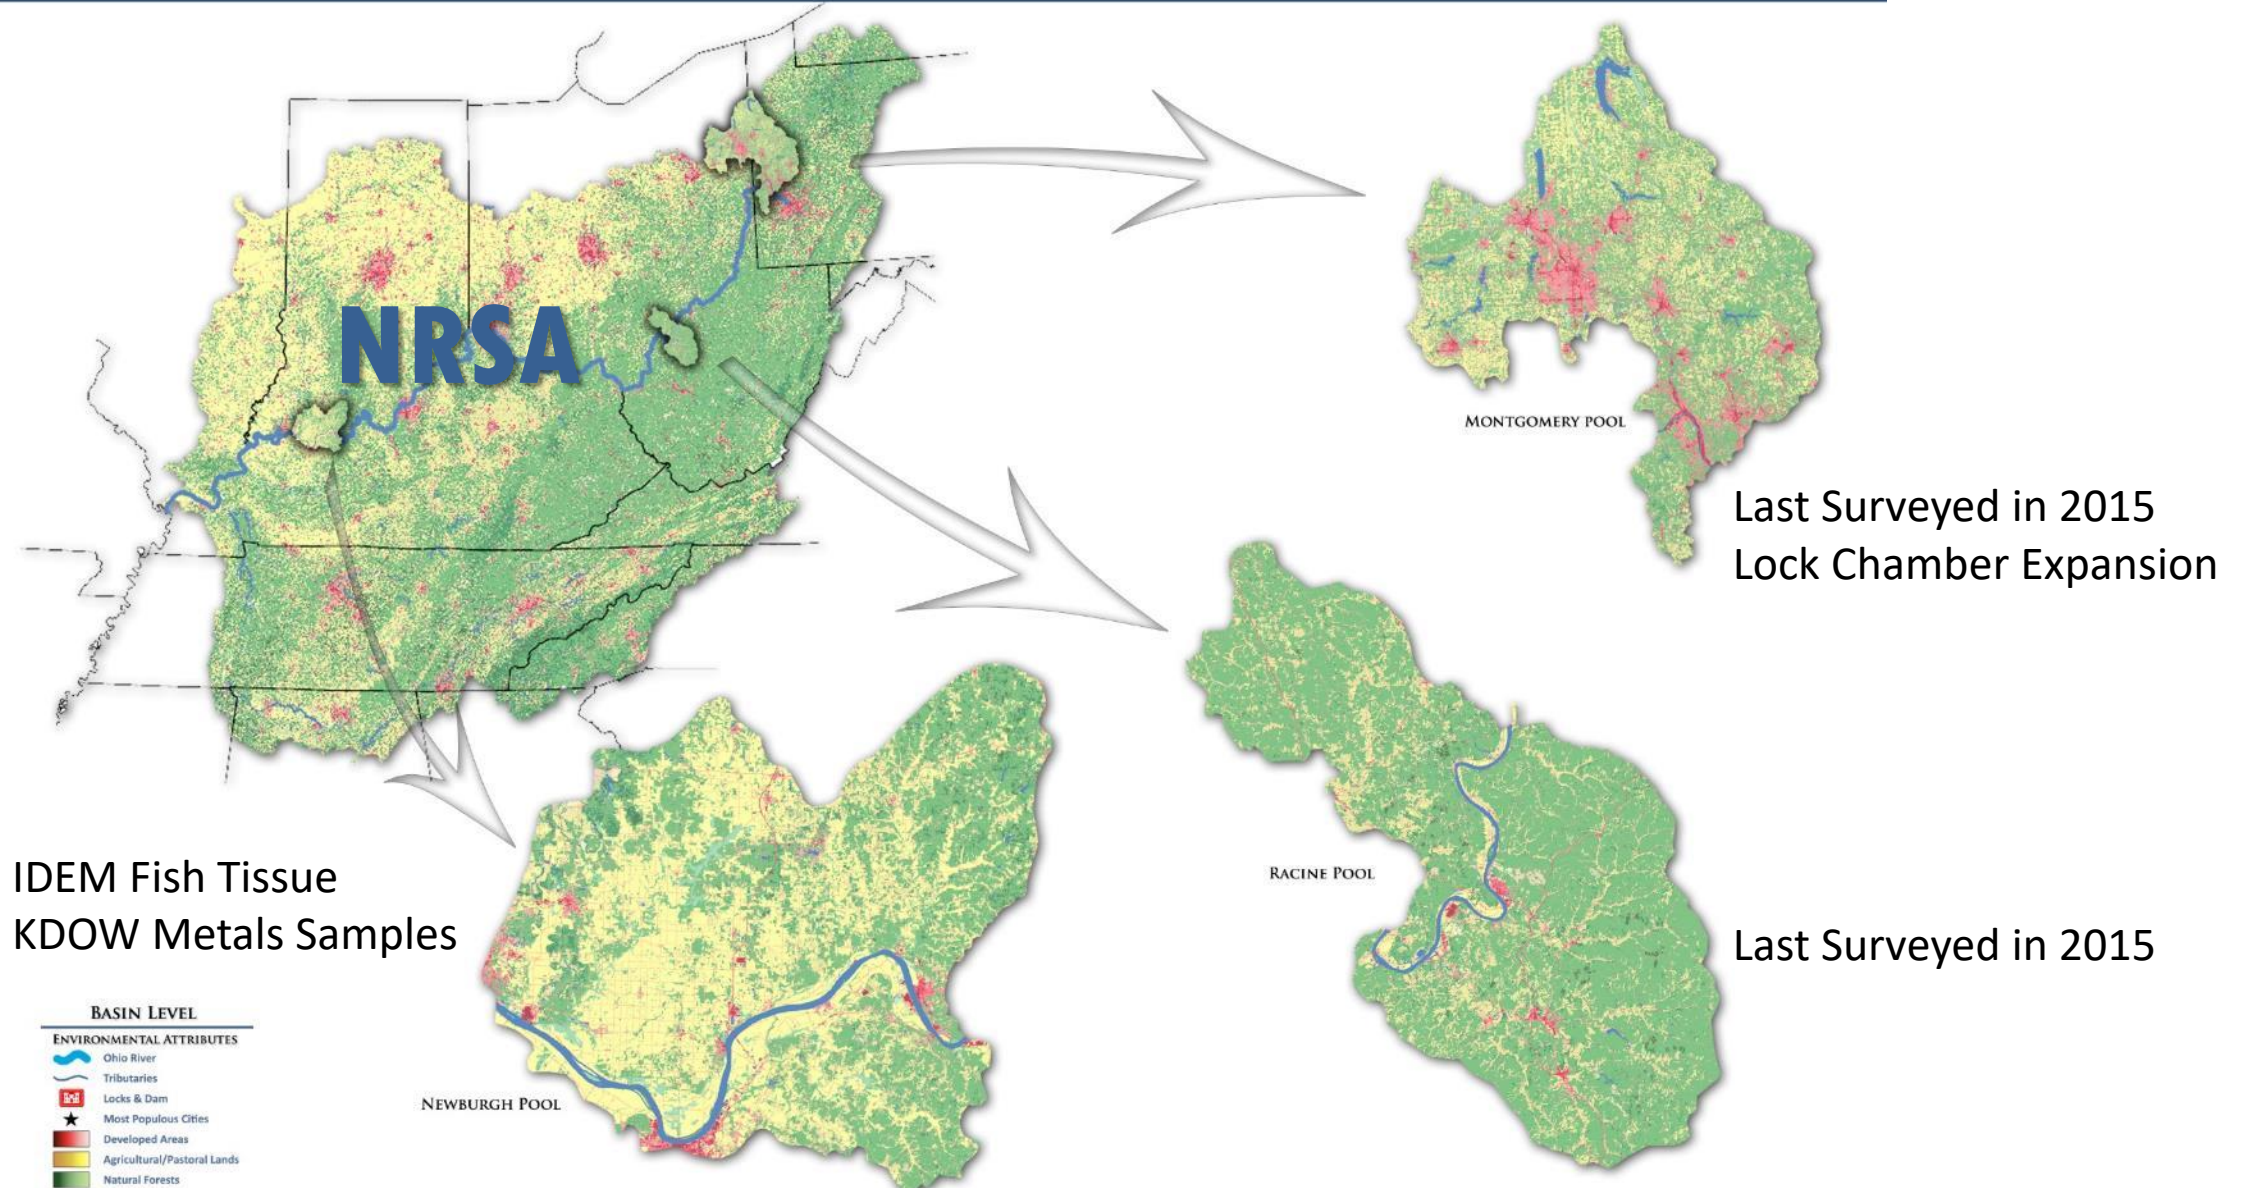 NRSA
MONTGOMERY POOL
Last Surveyed in 2015
Lock Chamber Expansion
RACINE POOL
Last Surveyed in 2015
IDEM Fish Tissue
KDOW Metals Samples
NEWBURGH POOL
BASIN LEVEL
ENVIRONMENTAL ATTRIBUTES
Ohio River
Tributaries
Locks & Dam
Most Populous Cities
Developed Areas
Agricultural/Pastoral Lands
Natural Forests